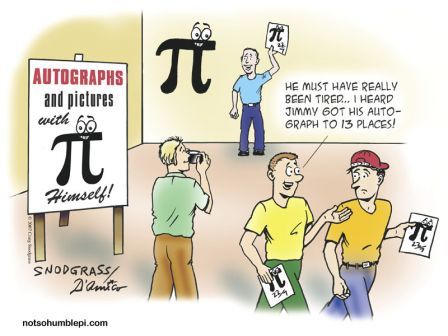 AUTOGRAPHS
and pictures
with
π
Himself!
π
π
HE MUST HAVE REALLY
BEEN TIRED... I HEARD
JIMMY GOT HIS AUTO-
GRAPH TO 13 PLACES!
π
π
SNODGRASS/
D'Amico
notsohumblepi.com